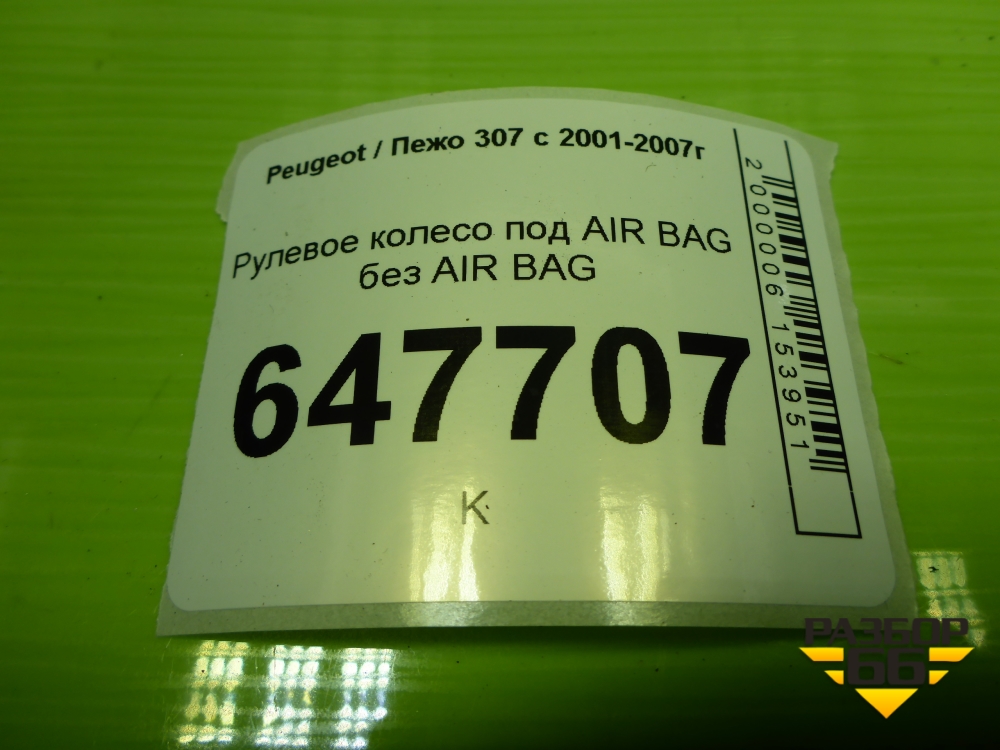 Peugeot / Пежо 307 с 2001-2007г
Рулевое колесо под AIR BAG
без AIR BAG
647707
К
2000006153951
РАЗБОР
66